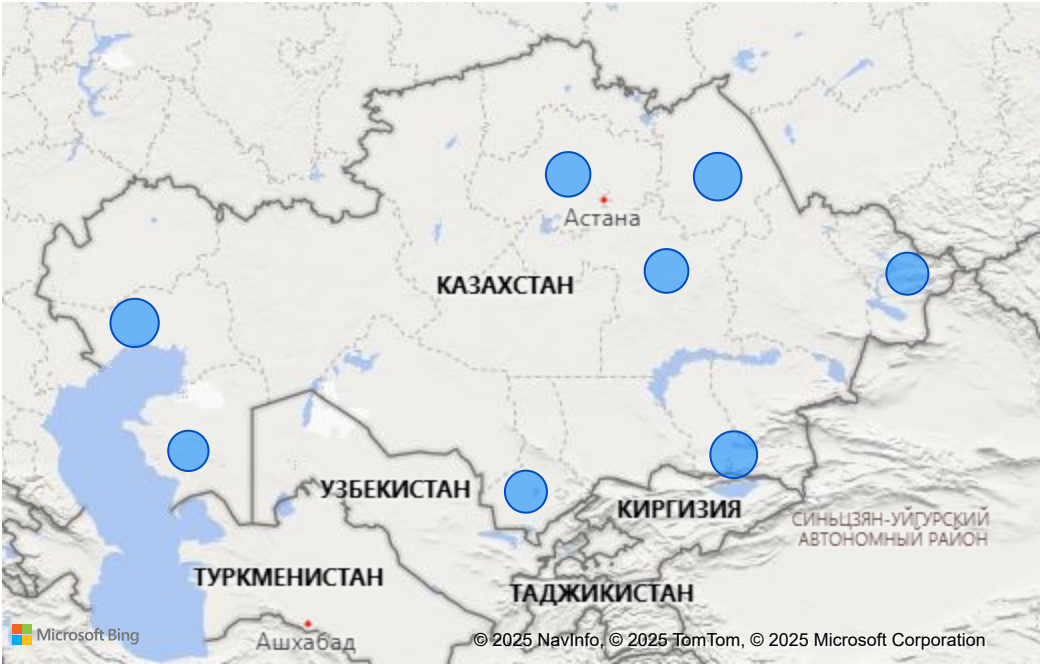 Астана
КАЗАХСТАН
УЗБЕКИСТАН
КИРГИЗИЯ
СИНЬЦЗЯН-УЙГУРСКИЙ
АВТОНОМНЫЙ РАЙОН
ТУРКМЕНИСТАН
ТАДЖИКИСТАН
Ашхабад
Microsoft Bing
© 2025 NavInfo, © 2025 TomTom, © 2025 Microsoft Corporation